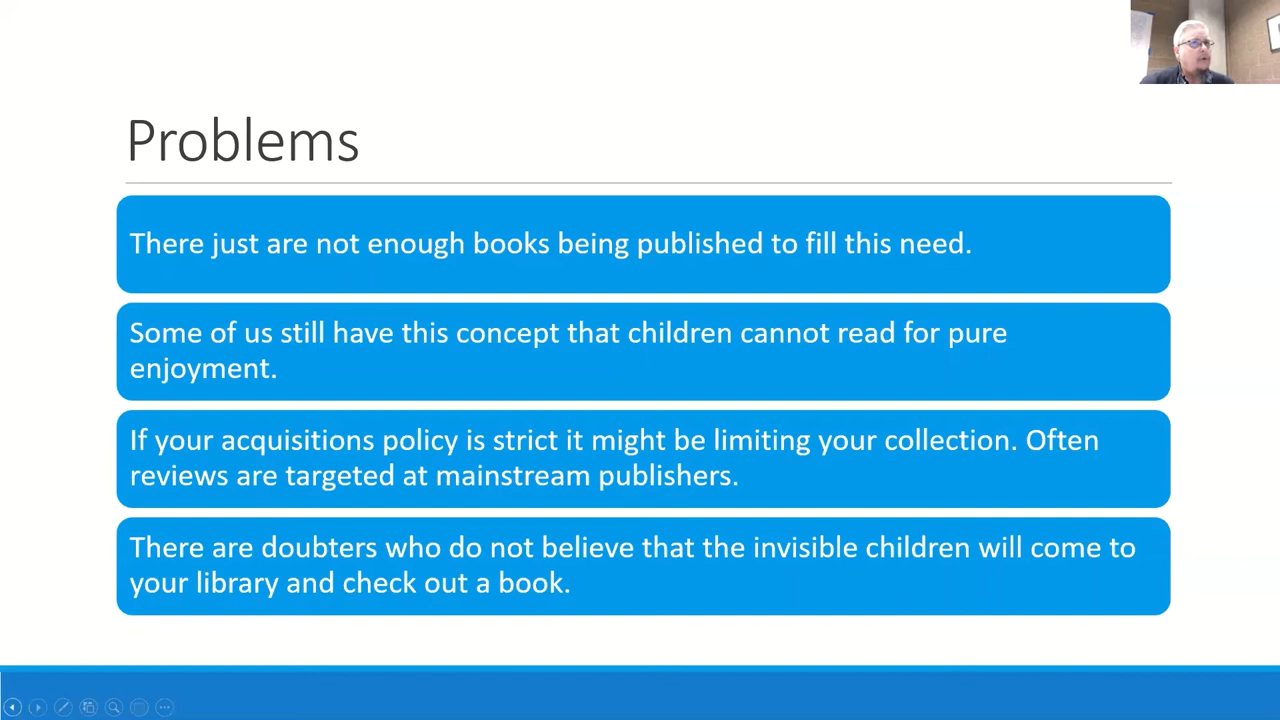 Problems
There just are not enough books being published to fill this need.
Some of us still have this concept that children cannot read for pure
enjoyment.
If your acquisitions policy is strict it might be limiting your collection. Often
reviews are targeted at mainstream publishers.
There are doubters who do not believe that the invisible children will come to
your library and check out a book.